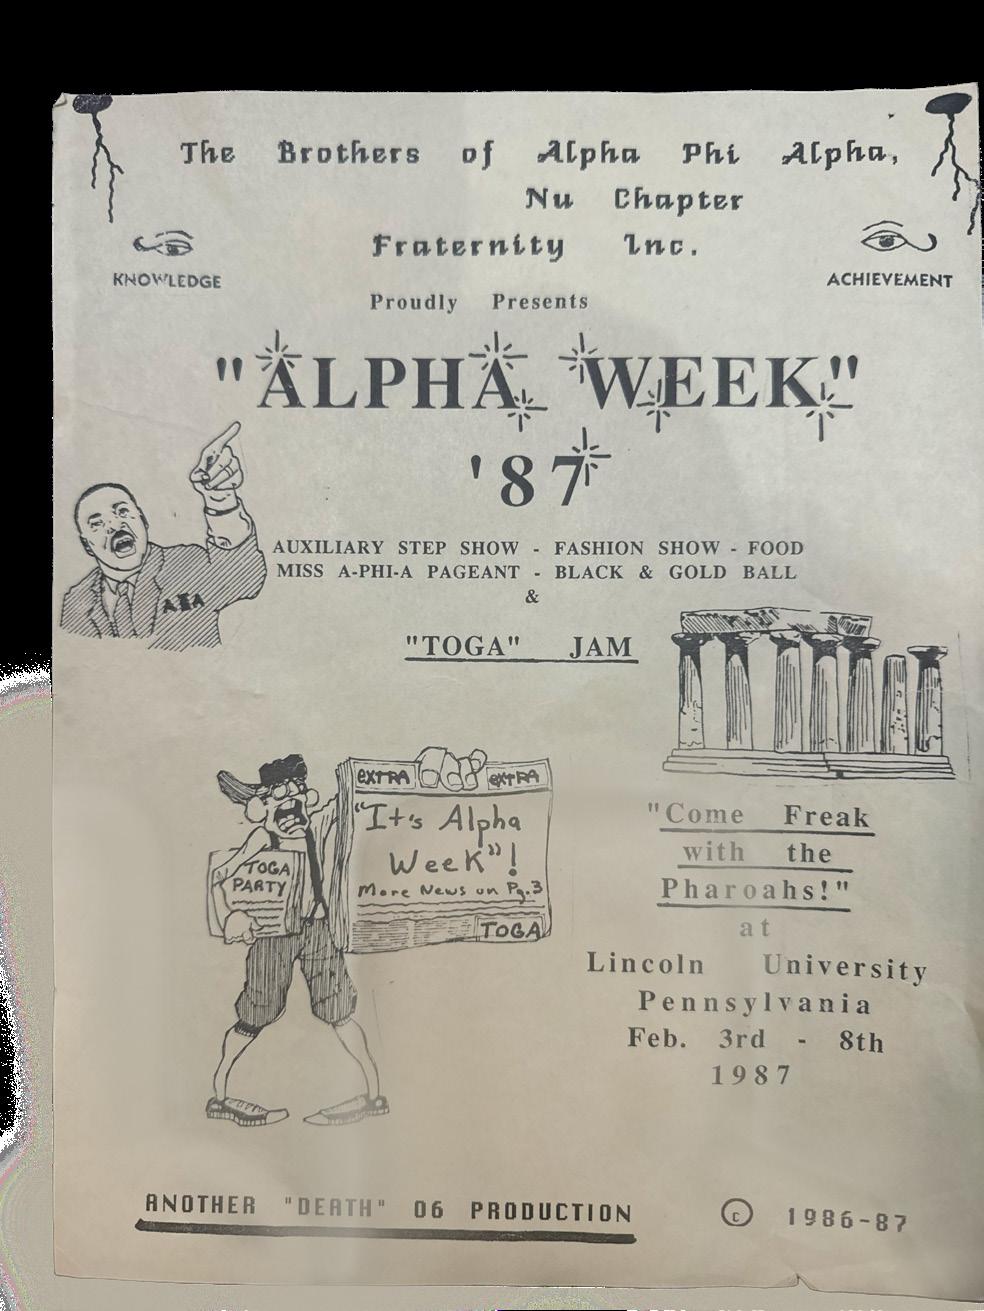 The Brothers of Alpha Phi Alpha,
Nu Chapter
Fraternity Inc.
KNOWLEDGE
ACHIEVEMENT
Proudly Presents
"ALPHA WEEK"
'87
AUXILIARY STEP SHOW - FASHION SHOW - FOOD
MISS A-PHI-A PAGEANT - BLACK & GOLD BALL
&
"TOGA" JAM
extra extra
"It's Alpha
Week"!
More News on Pg.3
TOGA
TOGA
PARTY
"Come Freak
with the
Pharoahs!"
at
Lincoln University
Pennsylvania
Feb. 3rd - 8th
1987
ANOTHER "DEATH" 06 PRODUCTION
© 1986-87